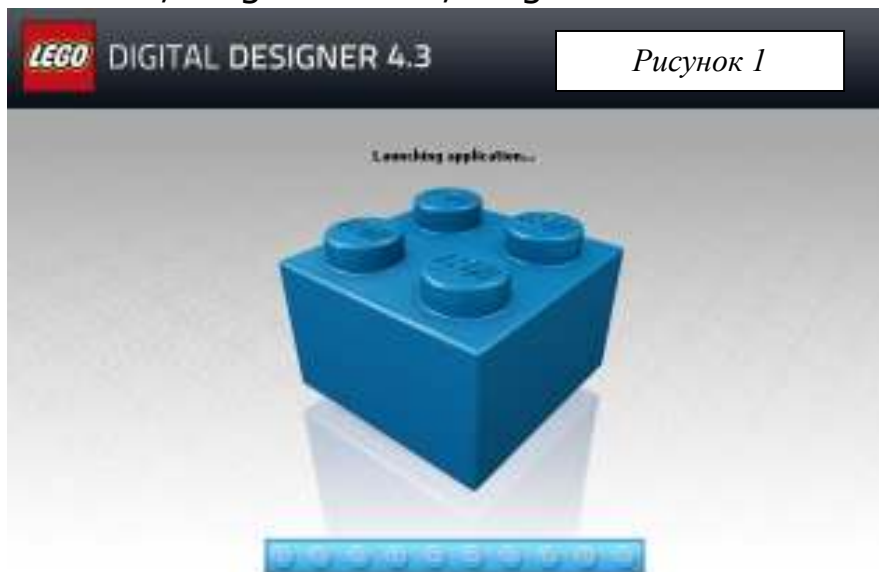 LEGO DIGITAL DESIGNER 4.3
Рисунок 1
Launching application...